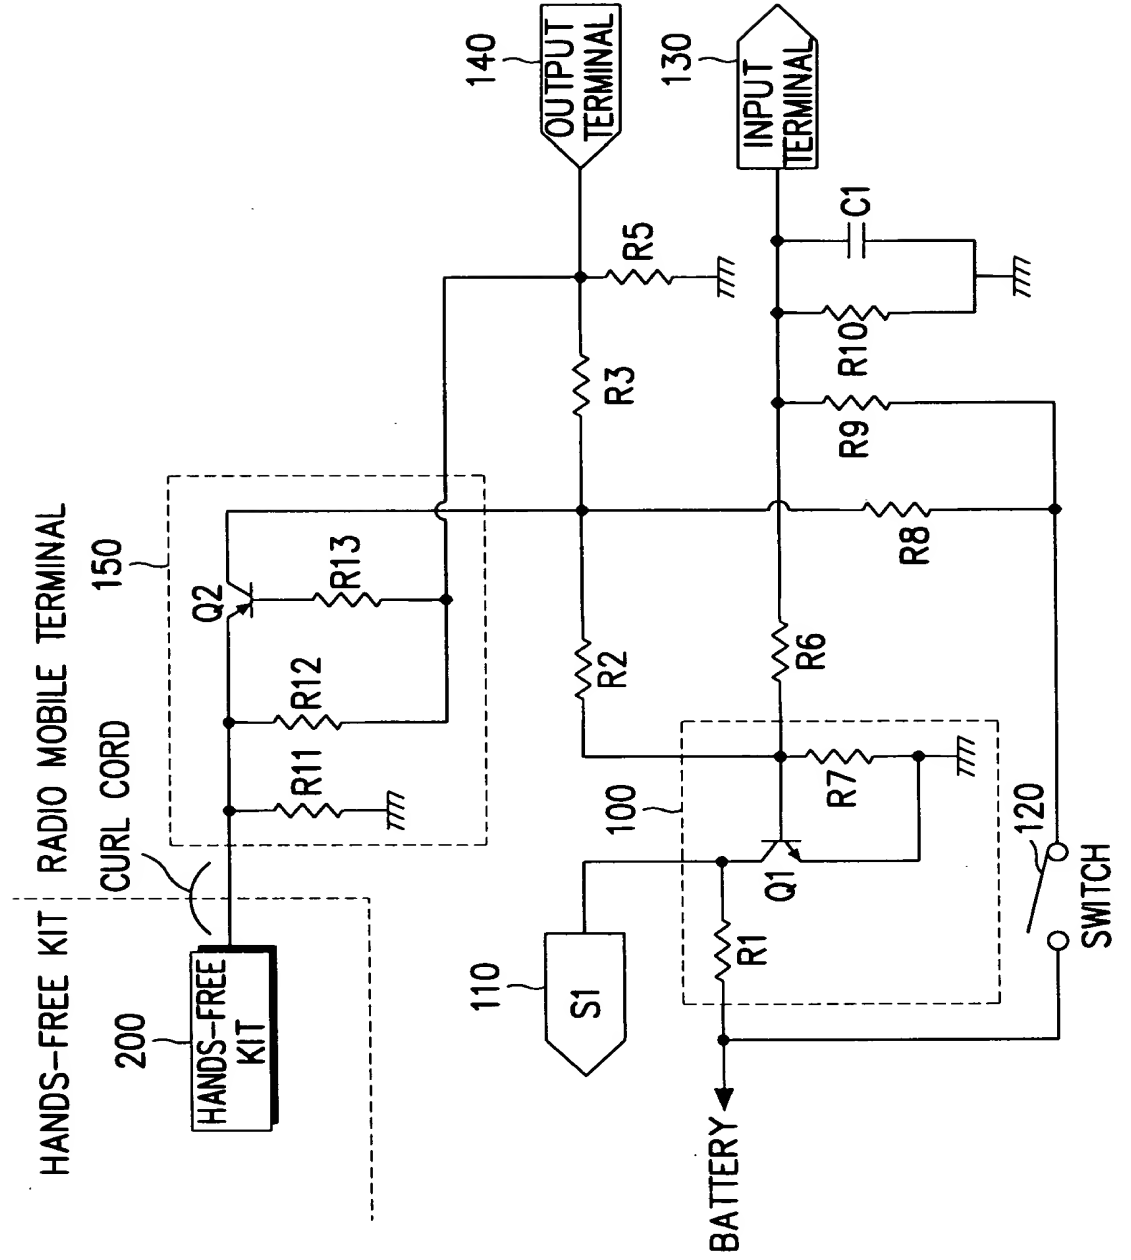 HANDS-FREE KIT
RADIO MOBILE TERMINAL
CURL CORD
150
200
HANDS-FREE
KIT
Q2
R11
R12
R13
140
OUTPUT
TERMINAL
R5
R3
R2
110
S1
130
INPUT
TERMINAL
C1
R10
R9
R8
R6
100
R7
Q1
R1
BATTERY
120
SWITCH